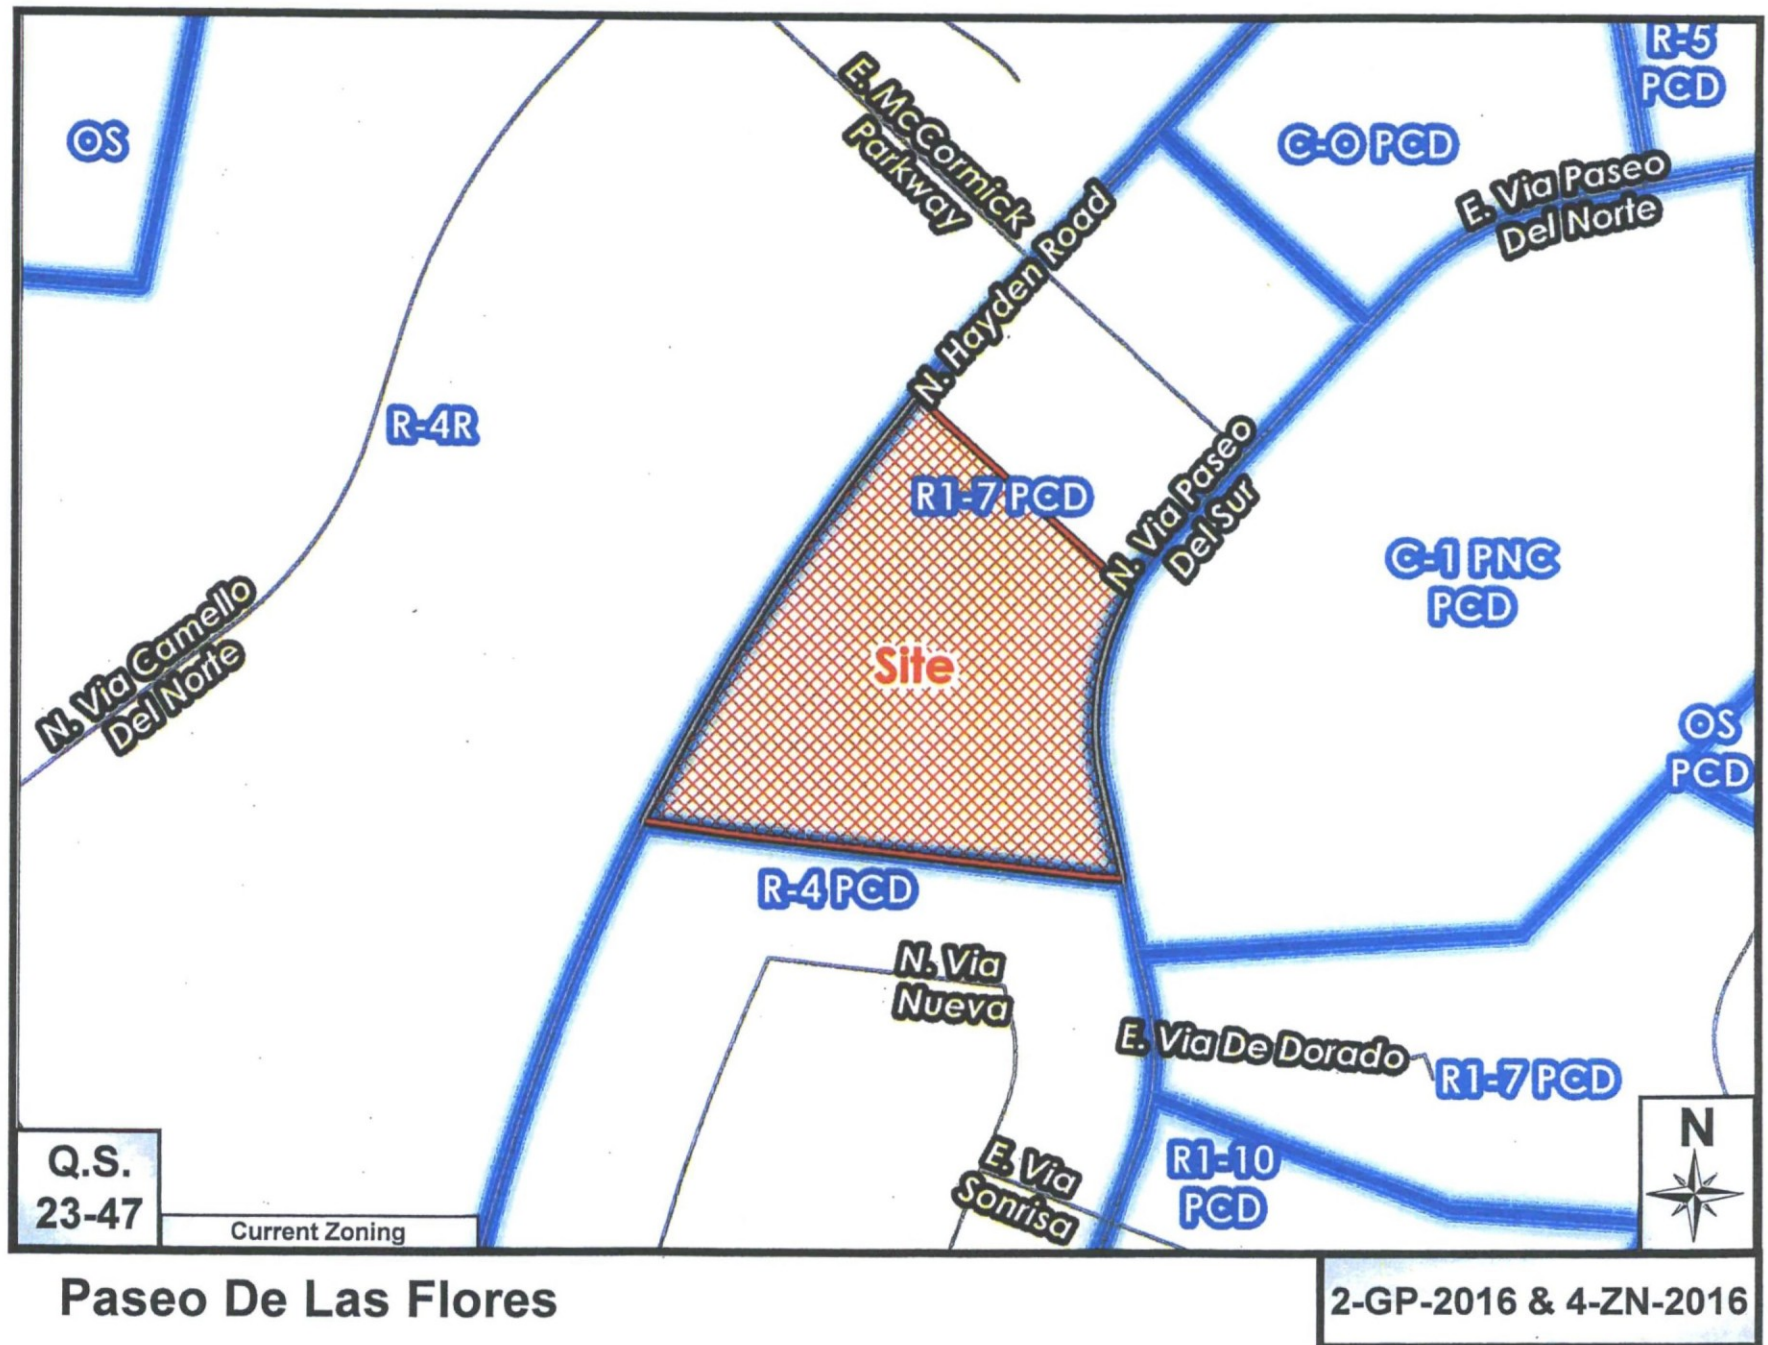 R-5
PCD
OS
C-O PCD
E. McCormick
Parkway
E. Via Paseo
Del Norte
N. Hayden Road
R-4R
R1-7 PCD
N. Via Paseo
Del Sur
C-1 PNC
PCD
Site
N. Via Camello
Del Norte
OS
PCD
R-4 PCD
N. Via
Nueva
E. Via De Dorado
R1-7 PCD
E. Via
Sonrisa
R1-10
PCD
N
Q.S.
23-47
Current Zoning
Paseo De Las Flores
2-GP-2016 & 4-ZN-2016